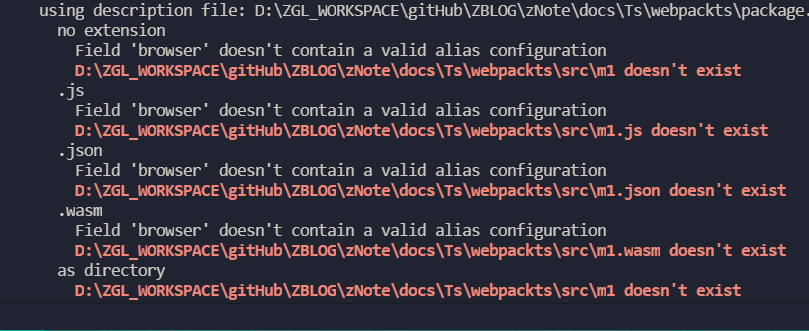 using description file: D:\ZGL_WORKSPACE\gitHub\ZBLOG\zNote\docs\Ts\webpackts\package.
no extension
Field 'browser' doesn't contain a valid alias configuration
D:\ZGL_WORKSPACE\gitHub\ZBLOG\zNote\docs\Ts\webpackts\src\m1 doesn't exist
.js
Field 'browser' doesn't contain a valid alias configuration
D:\ZGL_WORKSPACE\gitHub\ZBLOG\zNote\docs\Ts\webpackts\src\m1.js doesn't exist
.json
Field 'browser' doesn't contain a valid alias configuration
D:\ZGL_WORKSPACE\gitHub\ZBLOG\zNote\docs\Ts\webpackts\src\m1.json doesn't exist
.wasm
Field 'browser' doesn't contain a valid alias configuration
D:\ZGL_WORKSPACE\gitHub\ZBLOG\zNote\docs\Ts\webpackts\src\m1.wasm doesn't exist
as directory
D:\ZGL_WORKSPACE\gitHub\ZBLOG\zNote\docs\Ts\webpackts\src\m1 doesn't exist